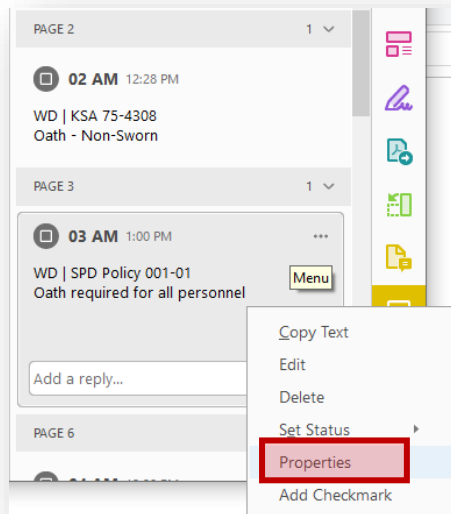 PAGE 2 1
02 AM 12:28 PM
WD | KSA 75-4308
Oath - Non-Sworn
PAGE 3 1
03 AM 1:00 PM ...
WD | SPD Policy 001-01
Oath required for all personnel
Menu
Add a reply...
Copy Text
Edit
Delete
Set Status
Properties
Add Checkmark
PAGE 6